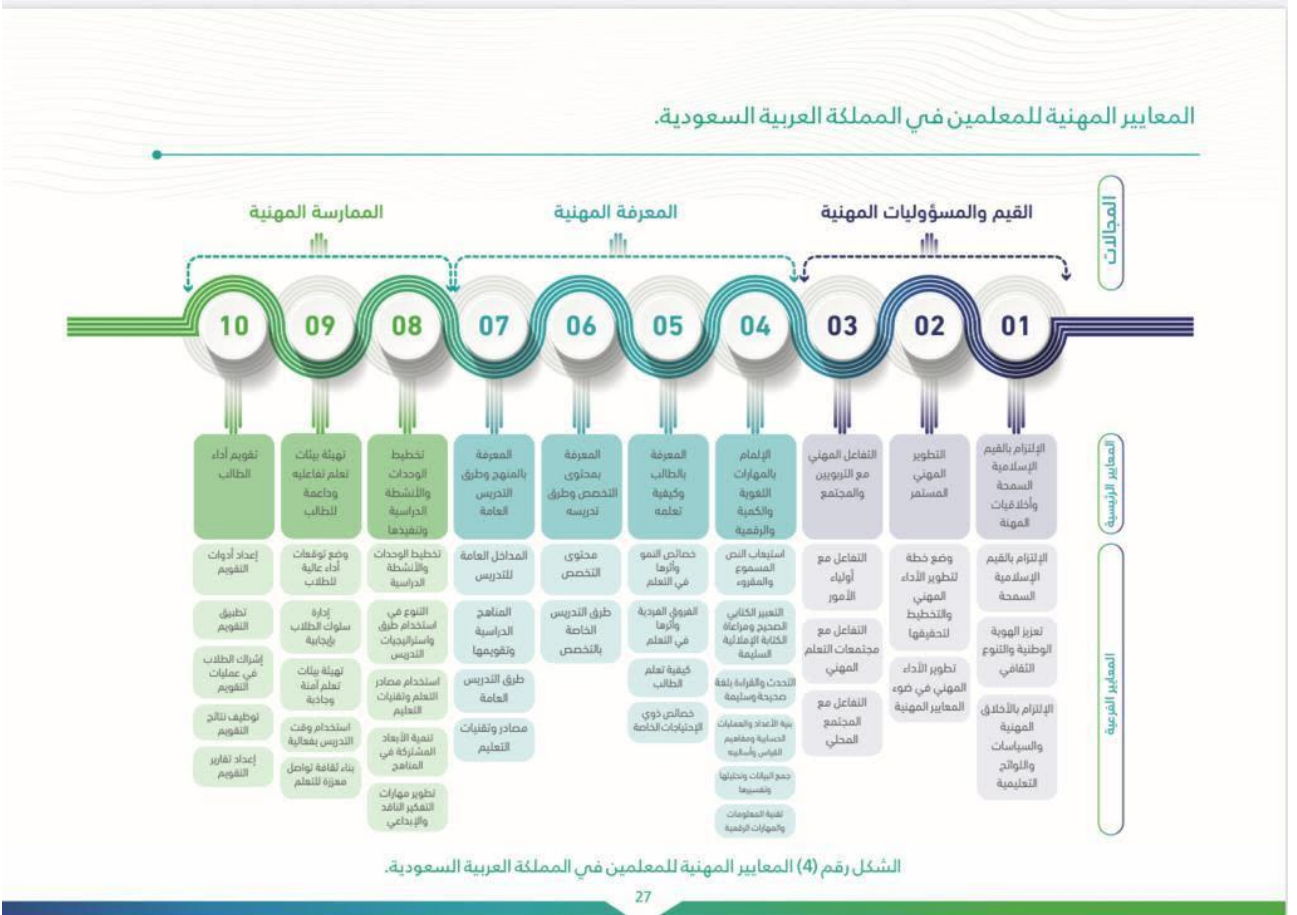 المعايير المهنية للمعلمين في المملكة العربية السعودية.
المجالات
القيم والمسؤوليات المهنية
المعرفة المهنية
الممارسة المهنية
01
02
03
04
05
06
07
08
09
10
المعايير الرئيسية
الإلتزام بالقيم
الإسلامية
السمحة
وأخلاقيات
المهنة
التطوير
المهني
المستمر
التفاعل المهني
مع التربويين
والمجتمع
الإلمام
بالمهارات
اللغوية
والكمية
والرقمية
المعرفة
بالطالب
وكيفية
تعلمه
المعرفة
بمحتوى
التخصص وطرق
تدريسه
المعرفة
بالمنهج وطرق
التدريس
العامة
تخطيط
الوحدات
والأنشطة
الدراسية
وتنفيذها
تهيئة بيئات
تعلم تفاعليه
وداعمة
للطالب
تقويم أداء
الطالب
المعايير الفرعية
الإلتزام بالقيم
الإسلامية
السمحة
تعزيز الهوية
الوطنية والتنوع
الثقافي
الإلتزام بالأخلاق
المهنية
والسياسات
واللوائح
التعليمية
وضع خطة
لتطوير الأداء
المهني
والتخطيط
لتحقيقها
تطوير الأداء
المهني في ضوء
المعايير المهنية
التفاعل مع
أولياء
الأمور
التفاعل مع
مجتمعات التعلم
المهني
التفاعل مع
المجتمع
المحلي
استيعاب النص
المسموع
والمقروء
التعبير الكتابي
الصحيح ومراعاة
الكتابة الإملائية
السليمة
التحدث والقراءة بلغة
صحيحة وسليمة
بنية الأعداد والعمليات
الحسابية ومفاهيم
القياس وأساليبه
جمع البيانات وتحليلها
وتفسيرها
تقنية المعلومات
والمهارات الرقمية
خصائص النمو
وأثرها
في التعلم
الفروق الفردية
وأثرها
في التعلم
كيفية تعلم
الطالب
خصائص ذوي
الإحتياجات الخاصة
محتوى
التخصص
طرق التدريس
الخاصة
بالتخصص
المداخل العامة
للتدريس
المناهج
الدراسية
وتقويمها
طرق التدريس
العامة
مصادر وتقنيات
التعليم
تخطيط الوحدات
والأنشطة
الدراسية
التنوع في
استخدام طرق
واستراتيجيات
التدريس
استخدام مصادر
التعلم وتقنيات
التعليم
تنمية الأبعاد
المشتركة في
المناهج
تطوير مهارات
التفكير الناقد
والإبداعي
وضع توقعات
أداء عالية
للطلاب
إدارة
سلوك الطلاب
بإيجابية
تهيئة بيئات
تعلم آمنة
وجاذبة
استخدام وقت
التدريس بفعالية
بناء ثقافة تواصل
معززة للتعلم
إعداد أدوات
التقويم
تطبيق
التقويم
إشراك الطلاب
في عمليات
التقويم
توظيف نتائج
التقويم
إعداد تقارير
التقويم
الشكل رقم (4) المعايير المهنية للمعلمين في المملكة العربية السعودية.
27